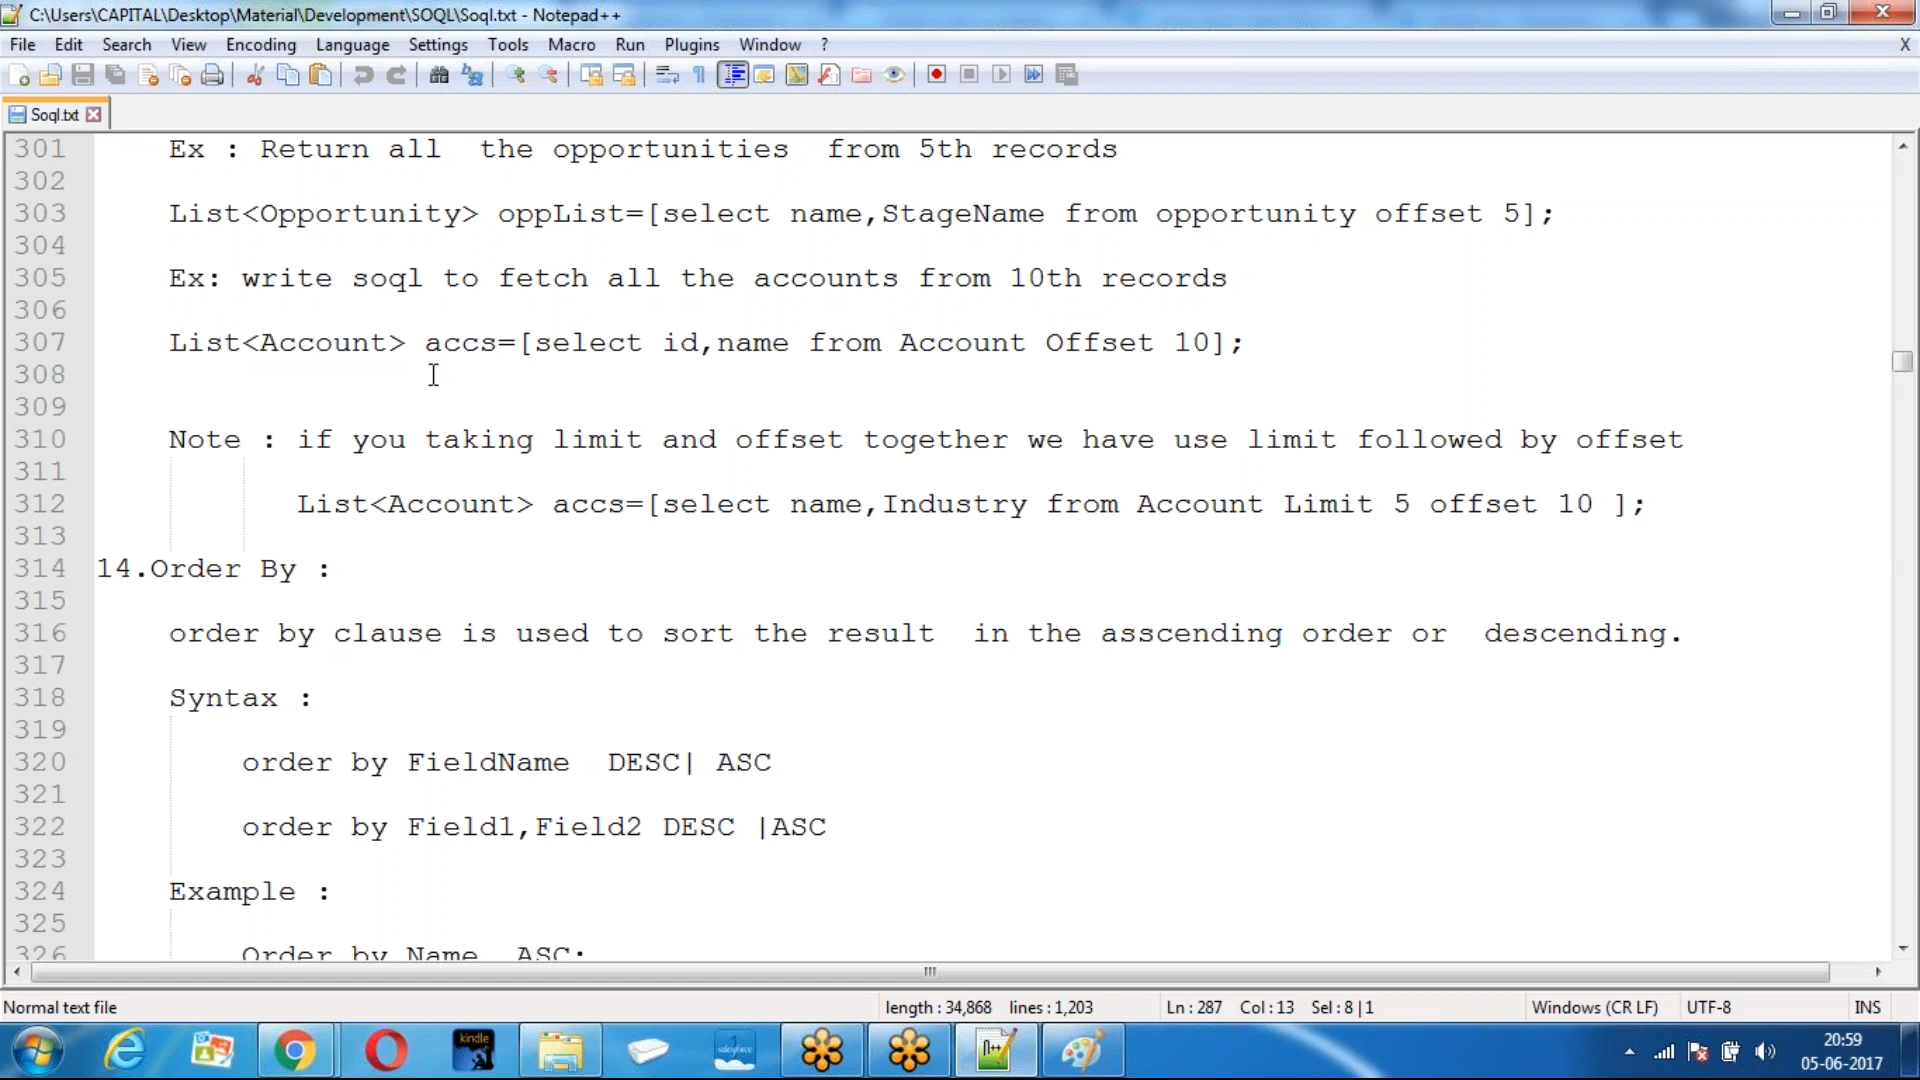 C:\Users\CAPITAL\Desktop\Material\Development\SOQL\Soql.txt - Notepad++
File Edit Search View Encoding Language Settings Tools Macro Run Plugins Window ? X
Soql.txt
301 Ex : Return all the opportunities from 5th records
302
303 List<Opportunity> oppList=[select name,StageName from opportunity offset 5];
304
305 Ex: write soql to fetch all the accounts from 10th records
306
307 List<Account> accs=[select id,name from Account Offset 10];
308
309
310 Note : if you taking limit and offset together we have use limit followed by offset
311
312 List<Account> accs=[select name,Industry from Account Limit 5 offset 10 ];
313
314 14.Order By :
315
316 order by clause is used to sort the result in the asscending order or descending.
317
318 Syntax :
319
320 order by FieldName DESC| ASC
321
322 order by Field1,Field2 DESC |ASC
323
324 Example :
325
326 Order by Name ASC;
Normal text file length : 34,868 lines : 1,203 Ln : 287 Col : 13 Sel : 8 | 1 Windows (CR LF) UTF-8 INS
kindle
salesforce
20:59
05-06-2017